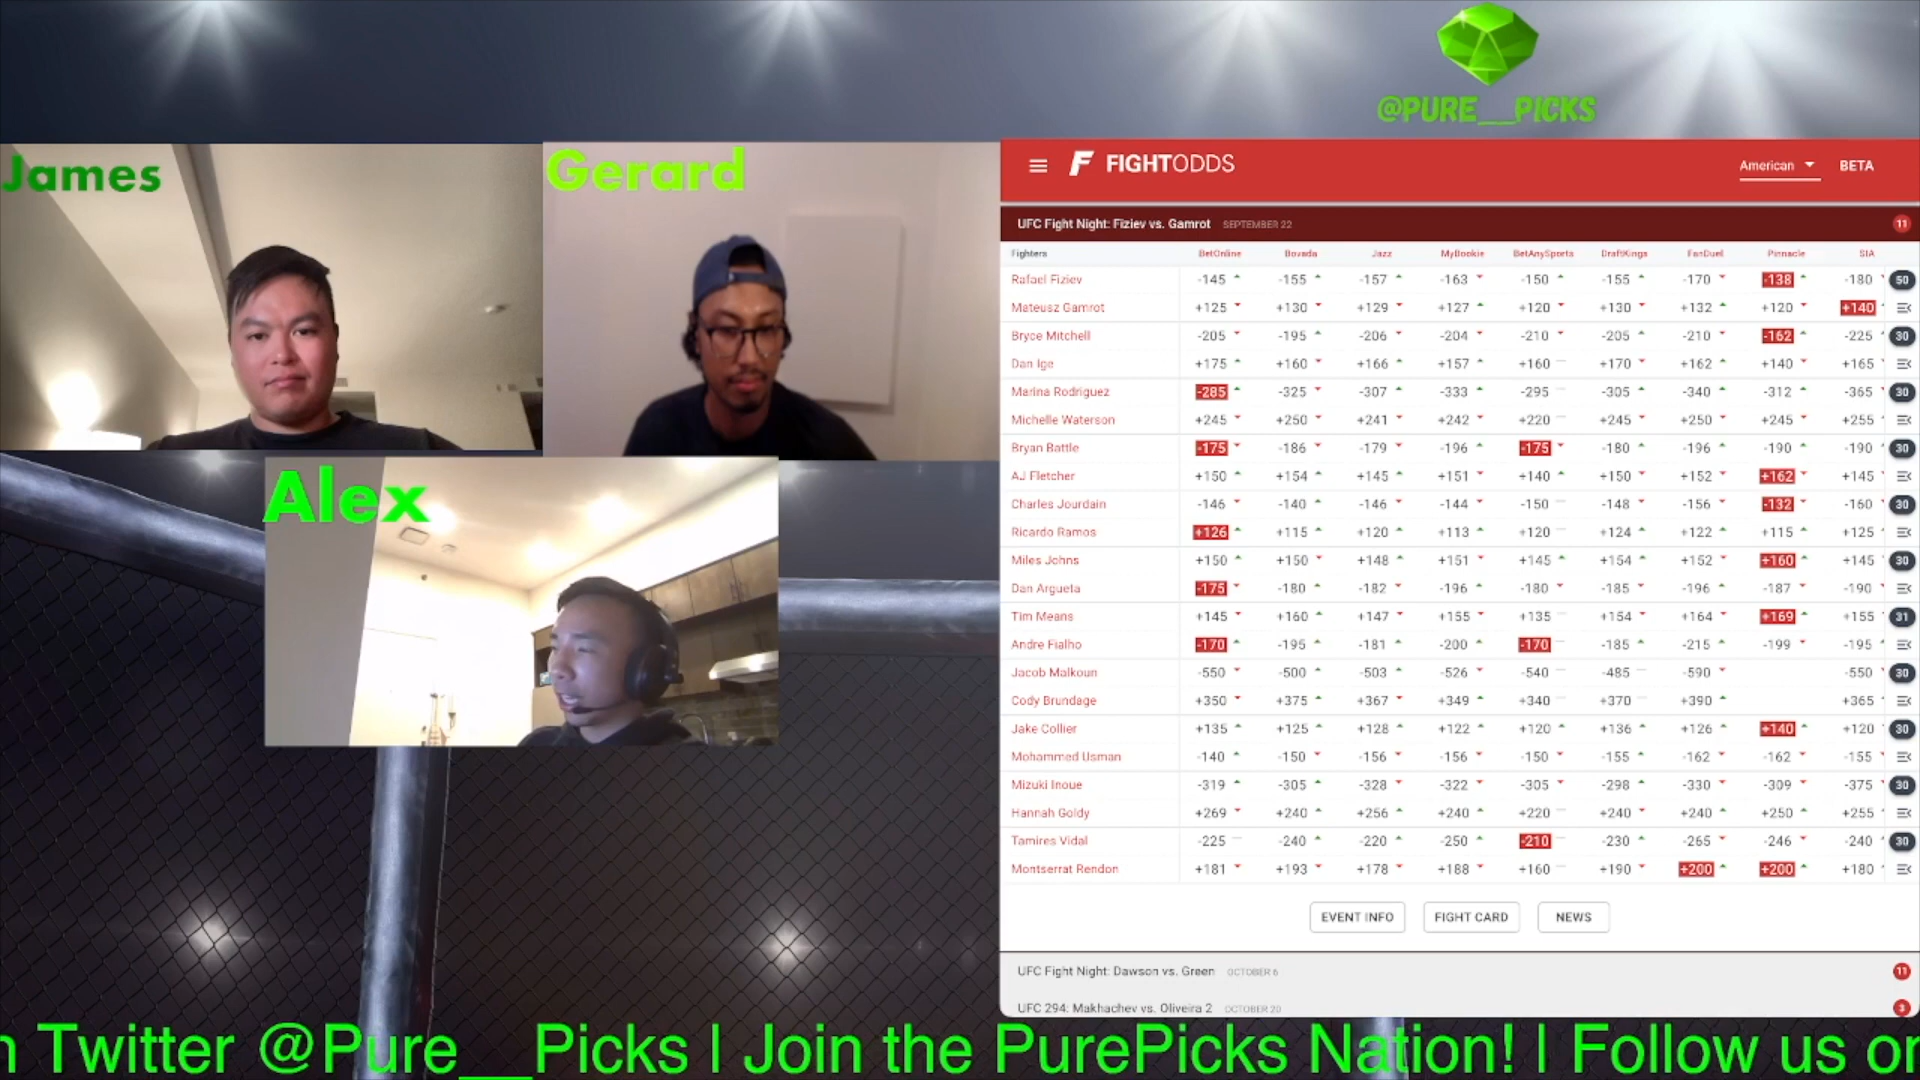 @PURE__PICKS
James
Gerard
Alex
FIGHTODDS
American
BETA
UFC Fight Night: Fiziev vs. Gamrot SEPTEMBER 22 11
Fighters BetOnline Bovada Jazz MyBookie BetAnySports DraftKings FanDuel Pinnacle SIA
Rafael Fiziev -145 -155 -157 -163 -150 -155 -170 -138 -180 50
Mateusz Gamrot +125 +130 +129 +127 +120 +130 +132 +120 +140
Bryce Mitchell -205 -195 -206 -204 -210 -205 -210 -162 -225 30
Dan Ige +175 +160 +166 +157 +160 +170 +162 +140 +165
Marina Rodriguez -285 -325 -307 -333 -295 -305 -340 -312 -365 30
Michelle Waterson +245 +250 +241 +242 +220 +245 +250 +245 +255
Bryan Battle -175 -186 -179 -196 -175 -180 -196 -190 -190 30
AJ Fletcher +150 +154 +145 +151 +140 +150 +152 +162 +145
Charles Jourdain -146 -140 -146 -144 -150 -148 -156 -132 -160 30
Ricardo Ramos +126 +115 +120 +113 +120 +124 +122 +115 +125
Miles Johns +150 +150 +148 +151 +145 +154 +152 +160 +145 30
Dan Argueta -175 -180 -182 -196 -180 -185 -196 -187 -190
Tim Means +145 +160 +147 +155 +135 +154 +164 +169 +155 31
Andre Fialho -170 -195 -181 -200 -170 -185 -215 -199 -195
Jacob Malkoun -550 -500 -503 -526 -540 -485 -590 -550 30
Cody Brundage +350 +375 +367 +349 +340 +370 +390 +365
Jake Collier +135 +125 +128 +122 +120 +136 +126 +140 +120 30
Mohammed Usman -140 -150 -156 -156 -150 -155 -162 -162 -155
Mizuki Inoue -319 -305 -328 -322 -305 -298 -330 -309 -375 30
Hannah Goldy +269 +240 +256 +240 +220 +240 +240 +250 +255
Tamires Vidal -225 -240 -220 -250 -210 -230 -265 -246 -240 30
Montserrat Rendon +181 +193 +178 +188 +160 +190 +200 +200 +180
EVENT INFO FIGHT CARD NEWS
UFC Fight Night: Dawson vs. Green OCTOBER 6 11
UFC 294: Makhachev vs. Oliveira 2 OCTOBER 20 3
n Twitter @Pure__Picks | Join the PurePicks Nation! | Follow us on